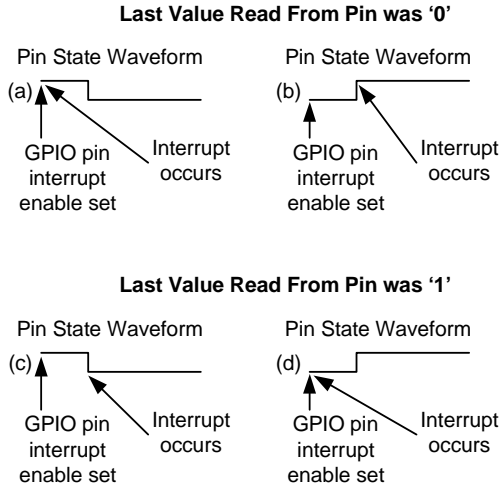 Last Value Read From Pin was ‘0’
Pin State Waveform
(a)
GPIO pin
interrupt
enable set
Interrupt
occurs
Pin State Waveform
(b)
GPIO pin
interrupt
enable set
Interrupt
occurs
Last Value Read From Pin was ‘1’
Pin State Waveform
(c)
GPIO pin
interrupt
enable set
Interrupt
occurs
Pin State Waveform
(d)
GPIO pin
interrupt
enable set
Interrupt
occurs